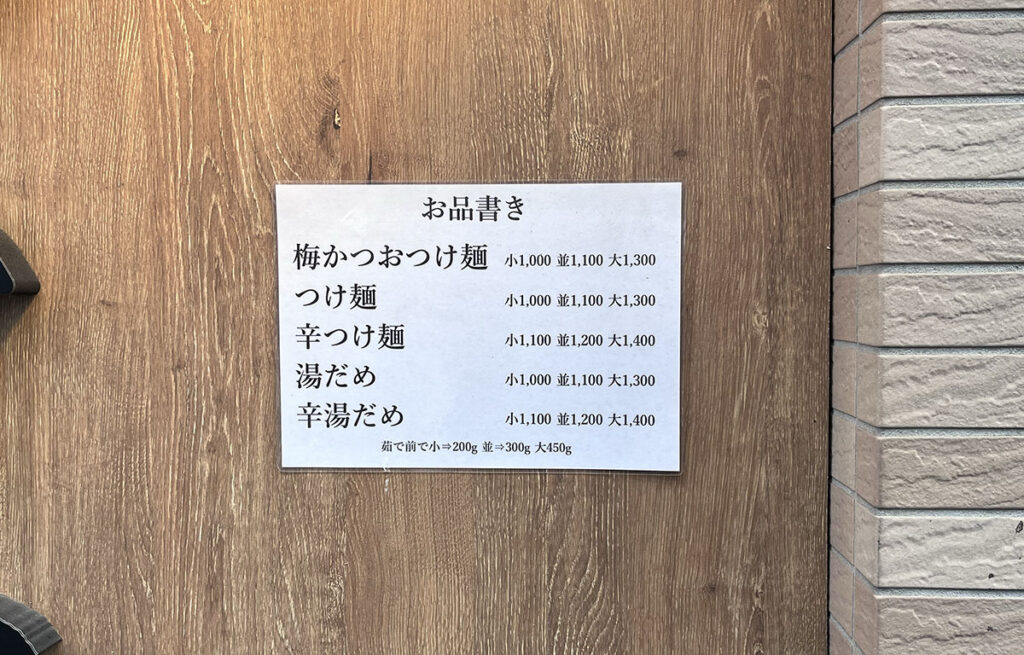 お品書き
梅かつおつけ麺 小1,000 並1,100 大1,300
つけ麺 小1,000 並1,100 大1,300
辛つけ麺 小1,100 並1,200 大1,400
湯だめ 小1,000 並1,100 大1,300
辛湯だめ 小1,100 並1,200 大1,400
茹で前で小⇒200g 並⇒300g 大450g